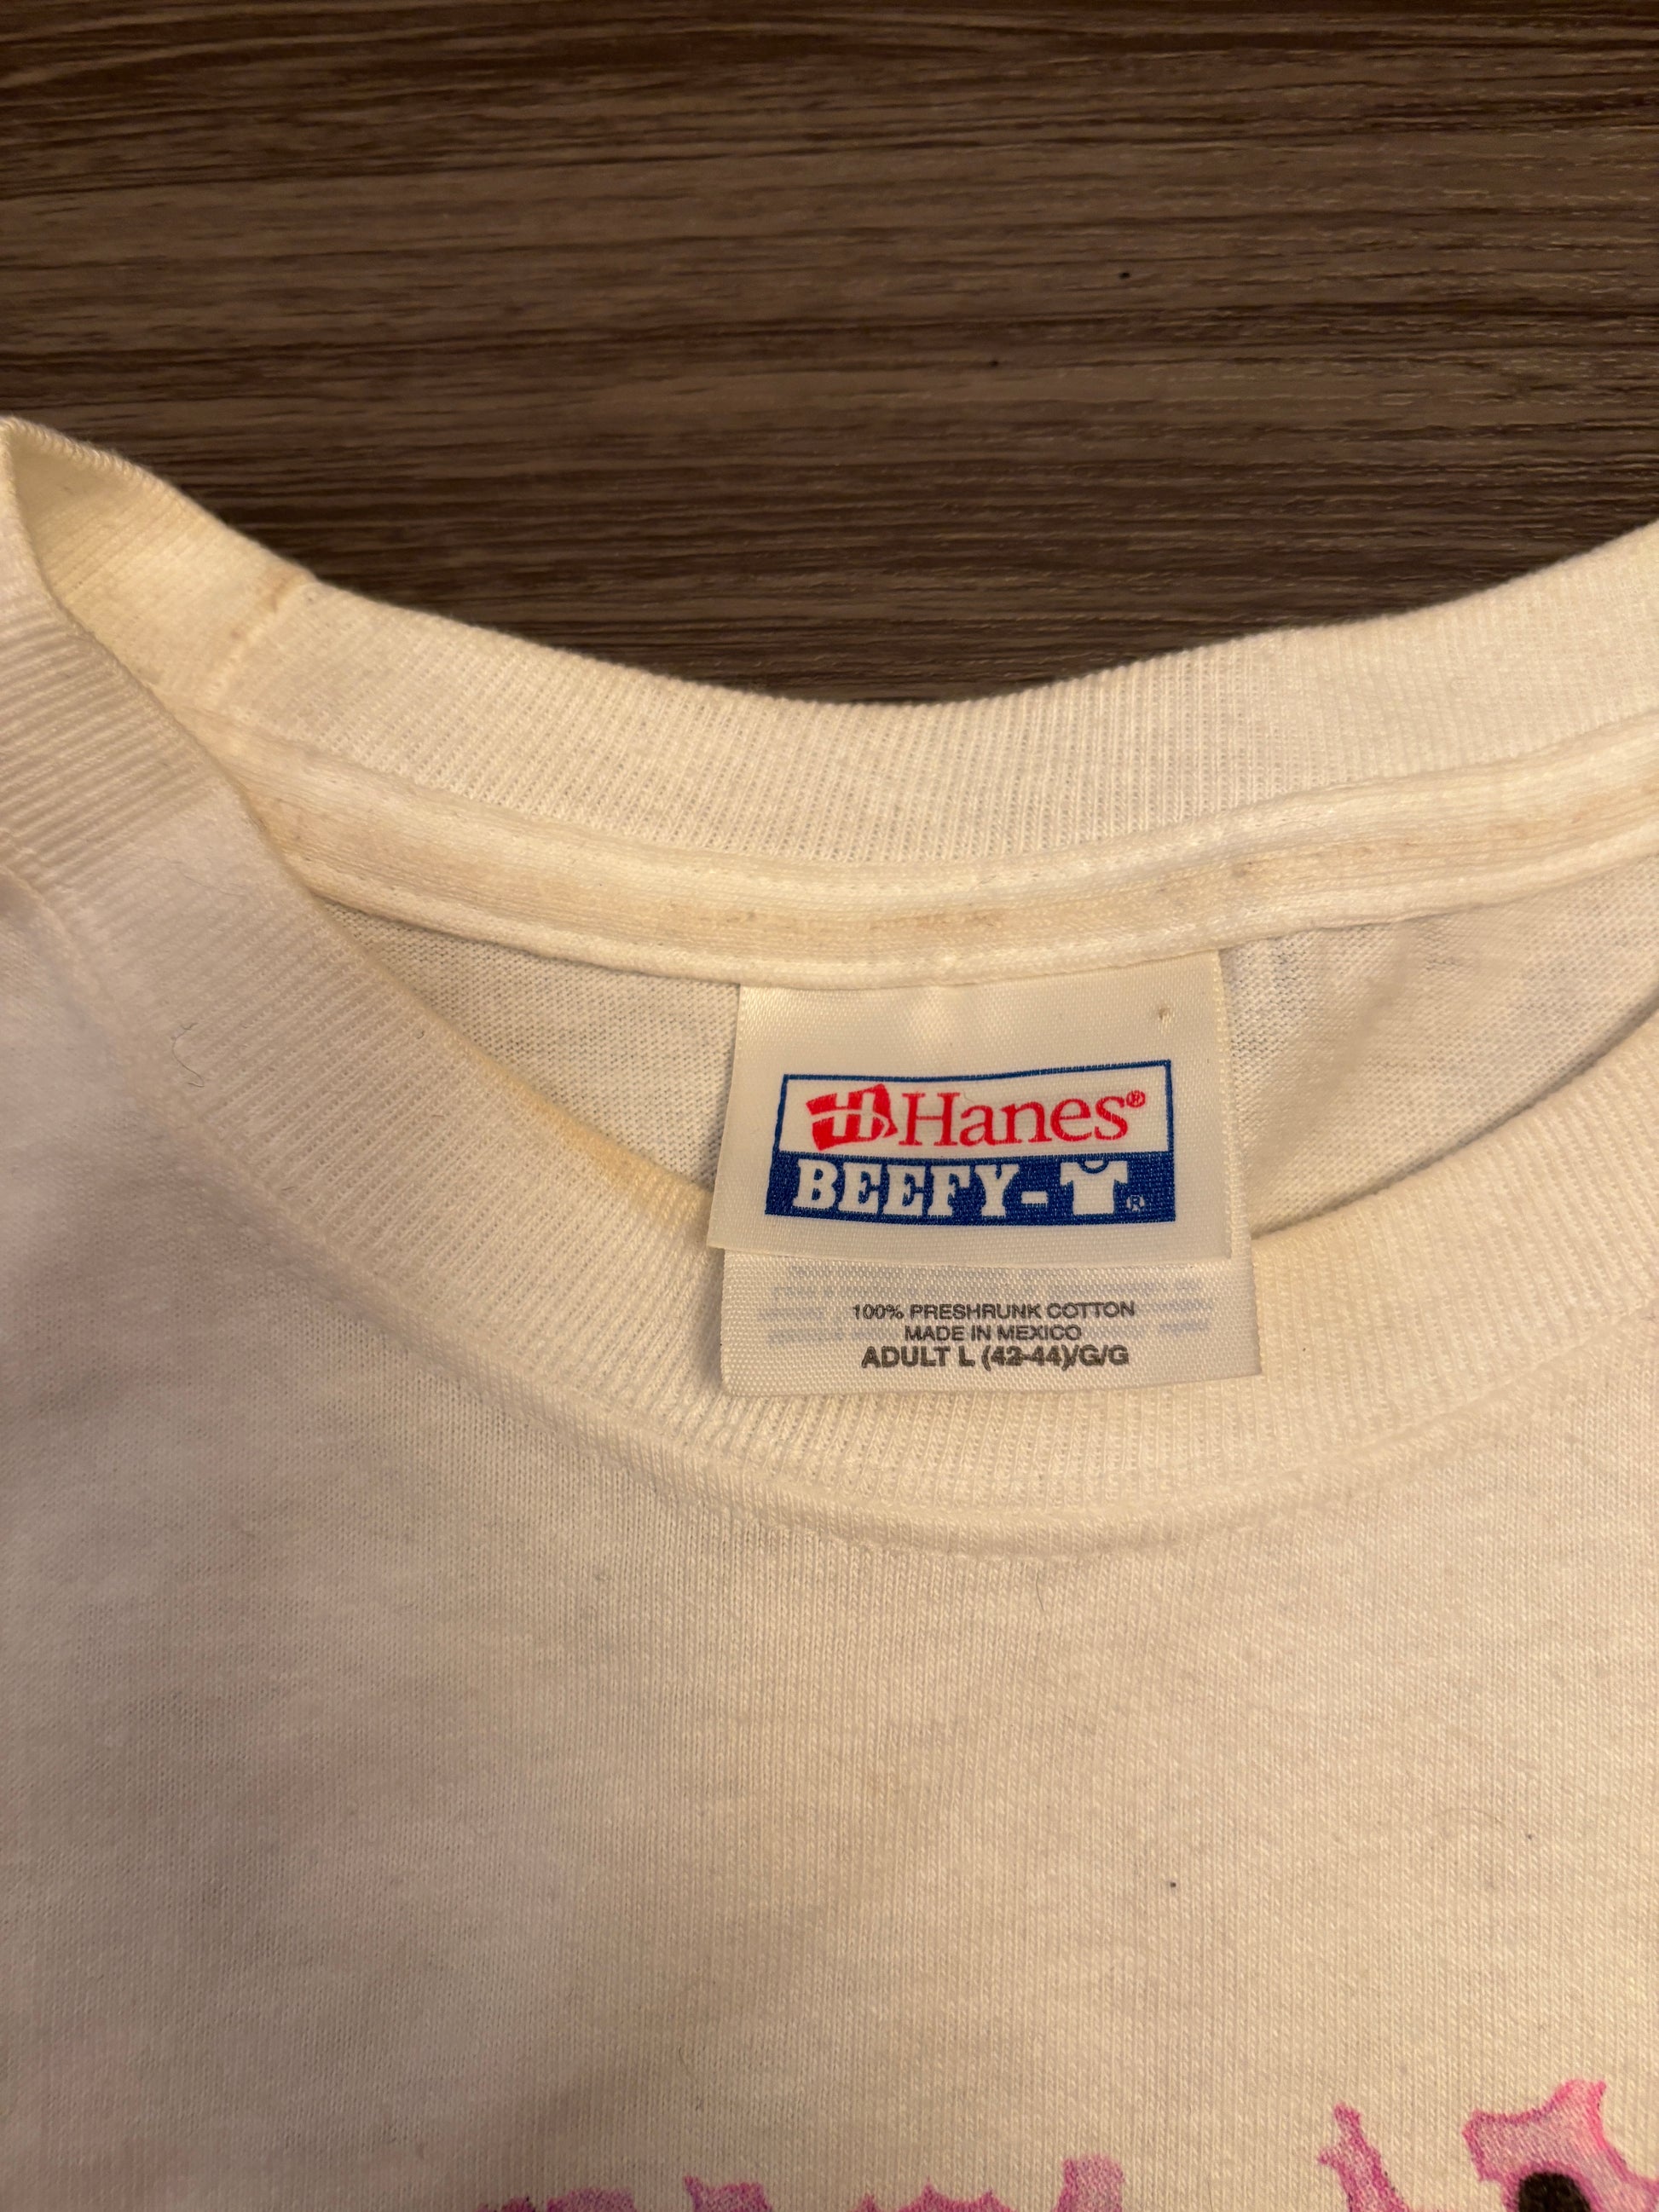 Hanes®
BEEFY-T®
100% PRESHRUNK COTTON
MADE IN MEXICO
ADULT L (42-44)/G/G